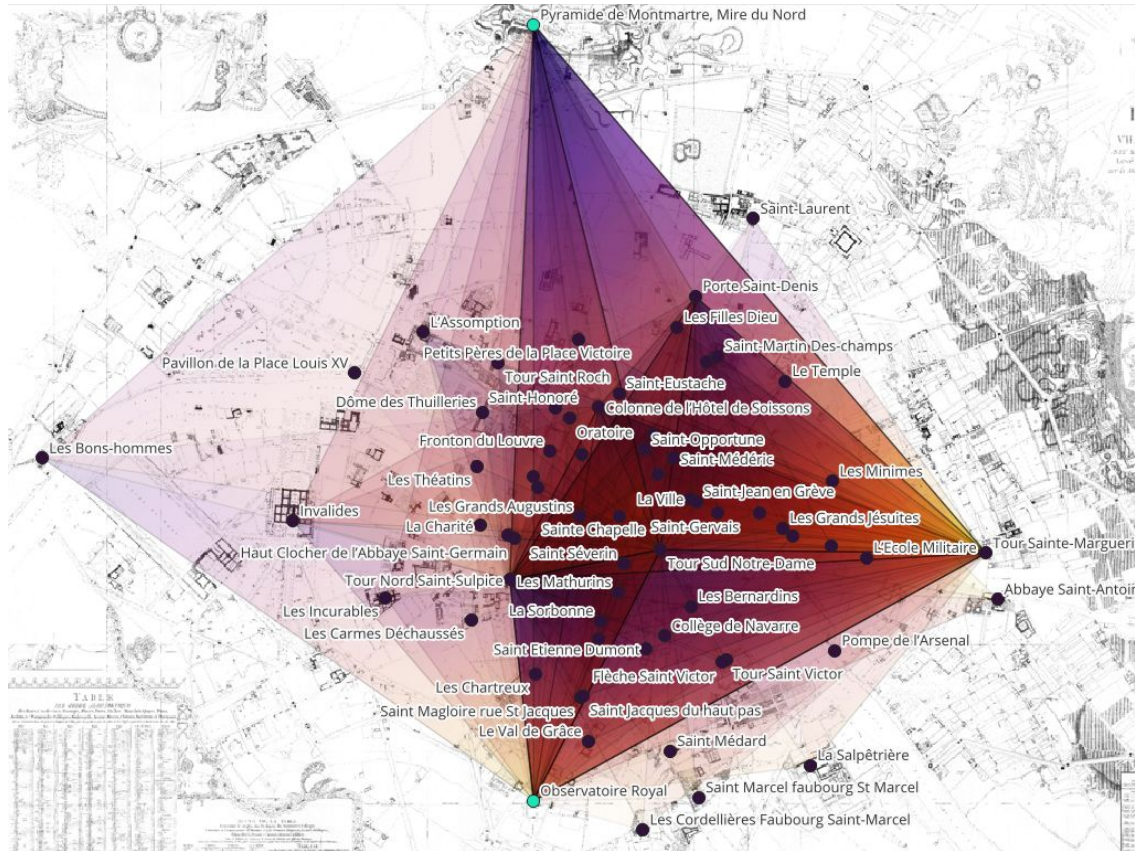 Pyramide de Montmartre, Mire du Nord
Saint-Laurent
Porte Saint-Denis
Les Filles Dieu
L'Assomption
Saint-Martin Des-champs
Petits Pères de la Place Victoire
Pavillon de la Place Louis XV
Le Temple
Tour Saint Roch
Saint-Eustache
Dôme des Thuilleries
Saint-Honoré
Colonne de l'Hôtel de Soissons
Oratoire
Fronton du Louvre
Saint-Opportune
Les Bons-hommes
Saint-Médéric
Les Minimes
Les Théatins
La Ville
Saint-Jean en Grève
Invalides
Les Grands Augustins
Les Grands Jésuites
La Charité
Sainte Chapelle
Saint-Gervais
L'Ecole Militaire
Tour Sainte-Margueri
Haut Clocher de l'Abbaye Saint-Germain
Saint Séverin
Tour Sud Notre-Dame
Tour Nord Saint-Sulpice
Les Mathurins
Abbaye Saint-Antoin
Les Incurables
La Sorbonne
Les Bernardins
Les Carmes Déchaussés
Collège de Navarre
Pompe de l'Arsenal
Saint Etienne Dumont
Flèche Saint Victor
Tour Saint Victor
Les Chartreux
Saint Magloire rue St Jacques
Saint Jacques du haut pas
TABLE
Le Val de Grâce
Saint Médard
La Salpêtrière
Observatoire Royal
Saint Marcel faubourg St Marcel
Les Cordellières Faubourg Saint-Marcel